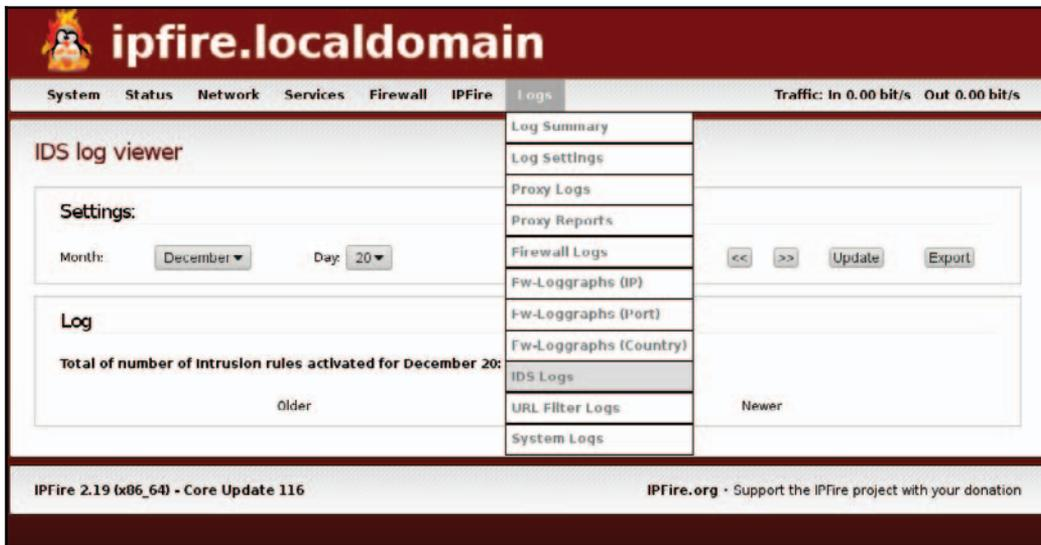 ipfire.localdomain
System Status Network Services Firewall IPFire Logs Traffic: In 0.00 bit/s Out 0.00 bit/s
Log Summary
Log Settings
Proxy Logs
Proxy Reports
Firewall Logs
Fw-Loggraphs (IP)
Fw-Loggraphs (Port)
Fw-Loggraphs (Country)
IDS Logs
URL Filter Logs
System Logs
IDS log viewer
Settings:
Month: December Day: 20 << >> Update Export
Log
Total of number of Intrusion rules activated for December 20:
Older Newer
IPFire 2.19 (x86_64) - Core Update 116 IPFire.org • Support the IPFire project with your donation